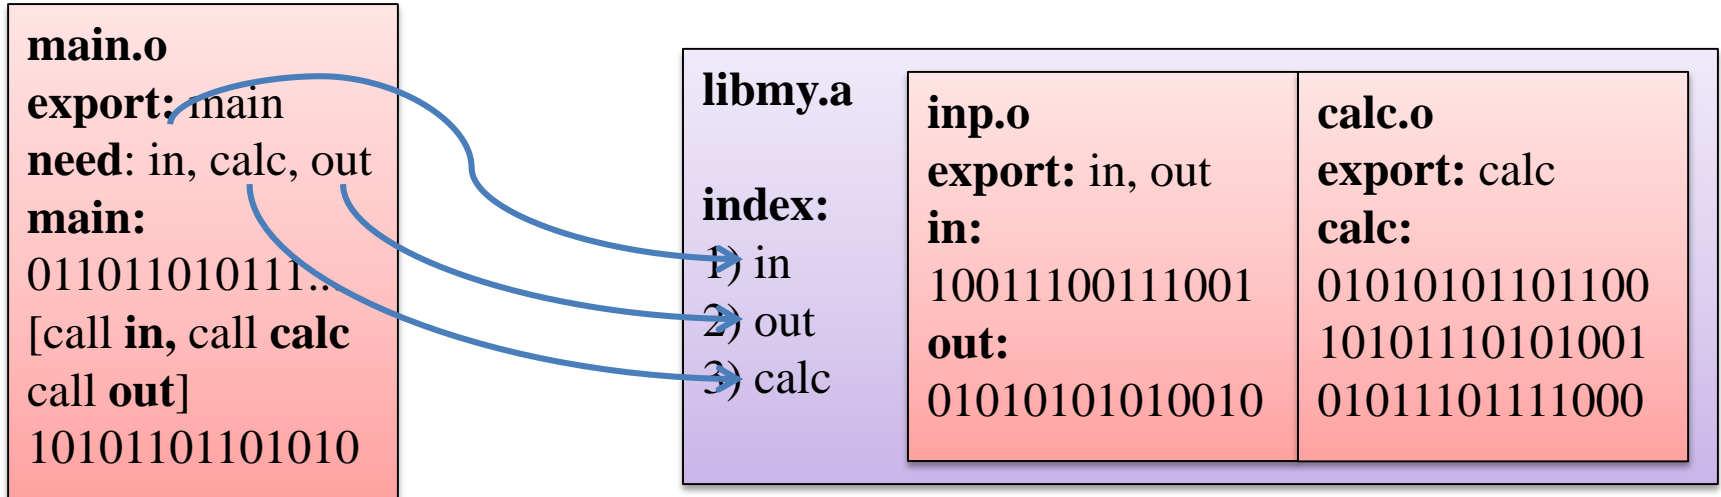 main.o
export: main
need: in, calc, out
main:
011011010111...
[call in, call calc
call out]
10101101101010
libmy.a
index:
1) in
2) out
3) calc
inp.o
export: in, out
in:
10011100111001
out:
01010101010010
calc.o
export: calc
calc:
01010101101100
10101110101001
01011101111000